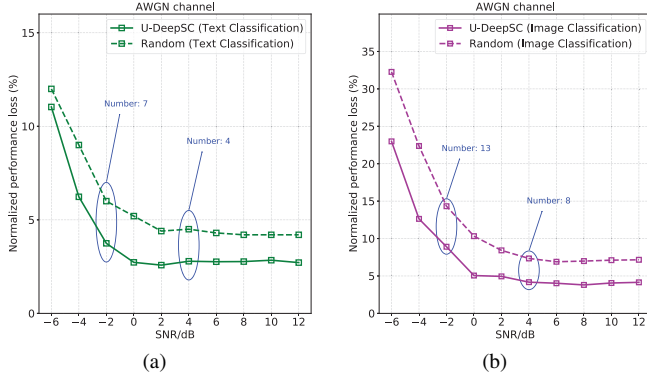 AWGN channel
U-DeepSC (Text Classification)
Random (Text Classification)
Number: 7
Number: 4
Normalized performance loss (%)
15
10
5
0
−6 −4 −2 0 2 4 6 8 10 12
SNR/dB
(a)
AWGN channel
U-DeepSC (Image Classification)
Random (Image Classification)
Number: 13
Number: 8
Normalized performance loss (%)
35
30
25
20
15
10
5
0
−6 −4 −2 0 2 4 6 8 10 12
SNR/dB
(b)